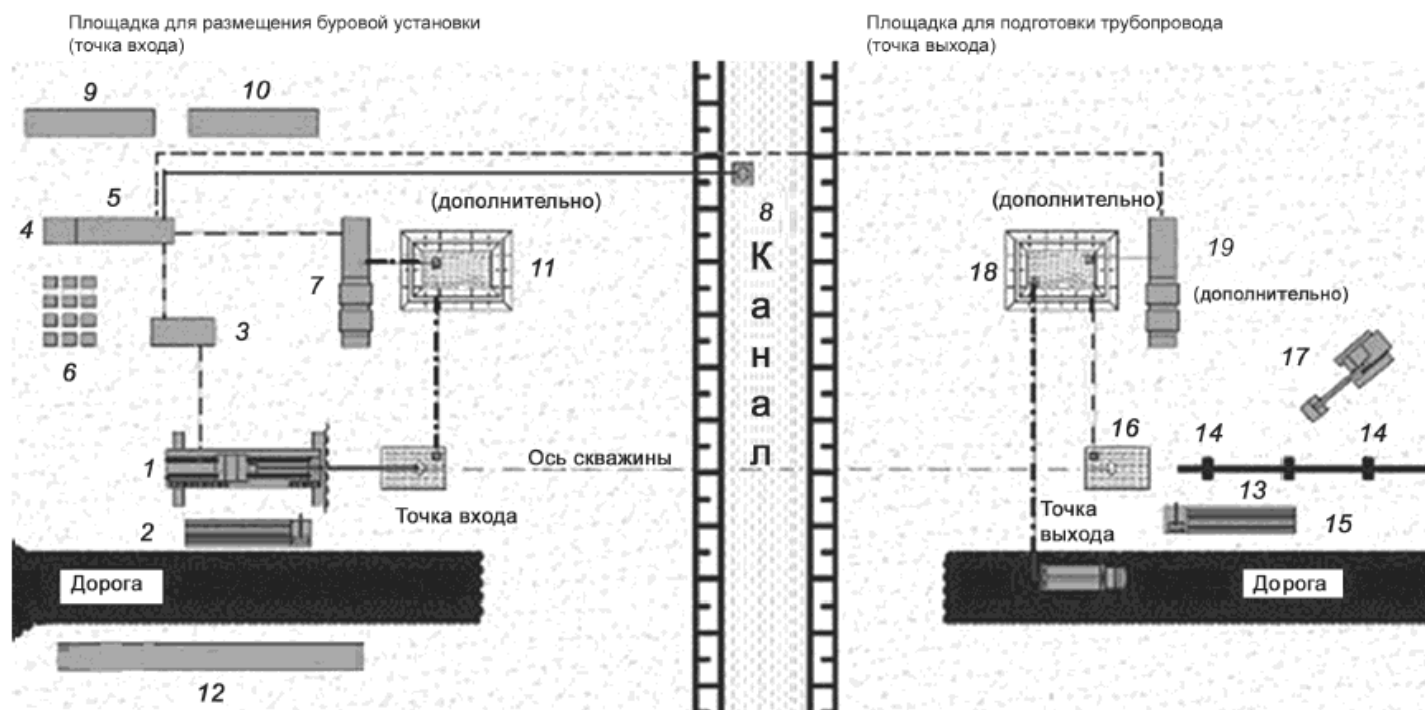 Площадка для размещения буровой установки
(точка входа)
Площадка для подготовки трубопровода
(точка выхода)
9
10
5
4
(дополнительно)
8
(дополнительно)
7
11
18
19
(дополнительно)
3
6
17
Канал
1
Ось скважины
16
14
14
13
2
Точка входа
Точка
выхода
15
Дорога
Дорога
12